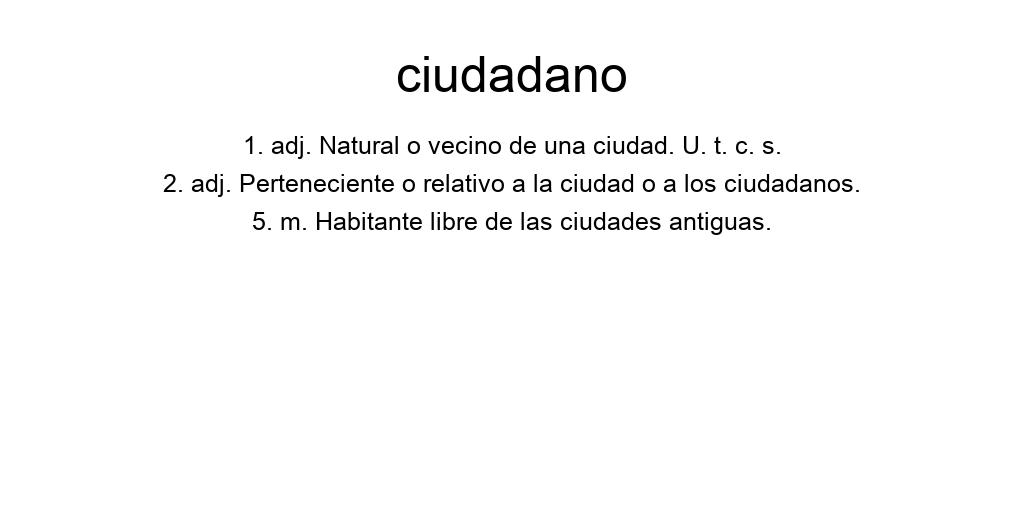 ciudadano
1. adj. Natural o vecino de una ciudad. U. t. c. s.
2. adj. Perteneciente o relativo a la ciudad o a los ciudadanos.
5. m. Habitante libre de las ciudades antiguas.